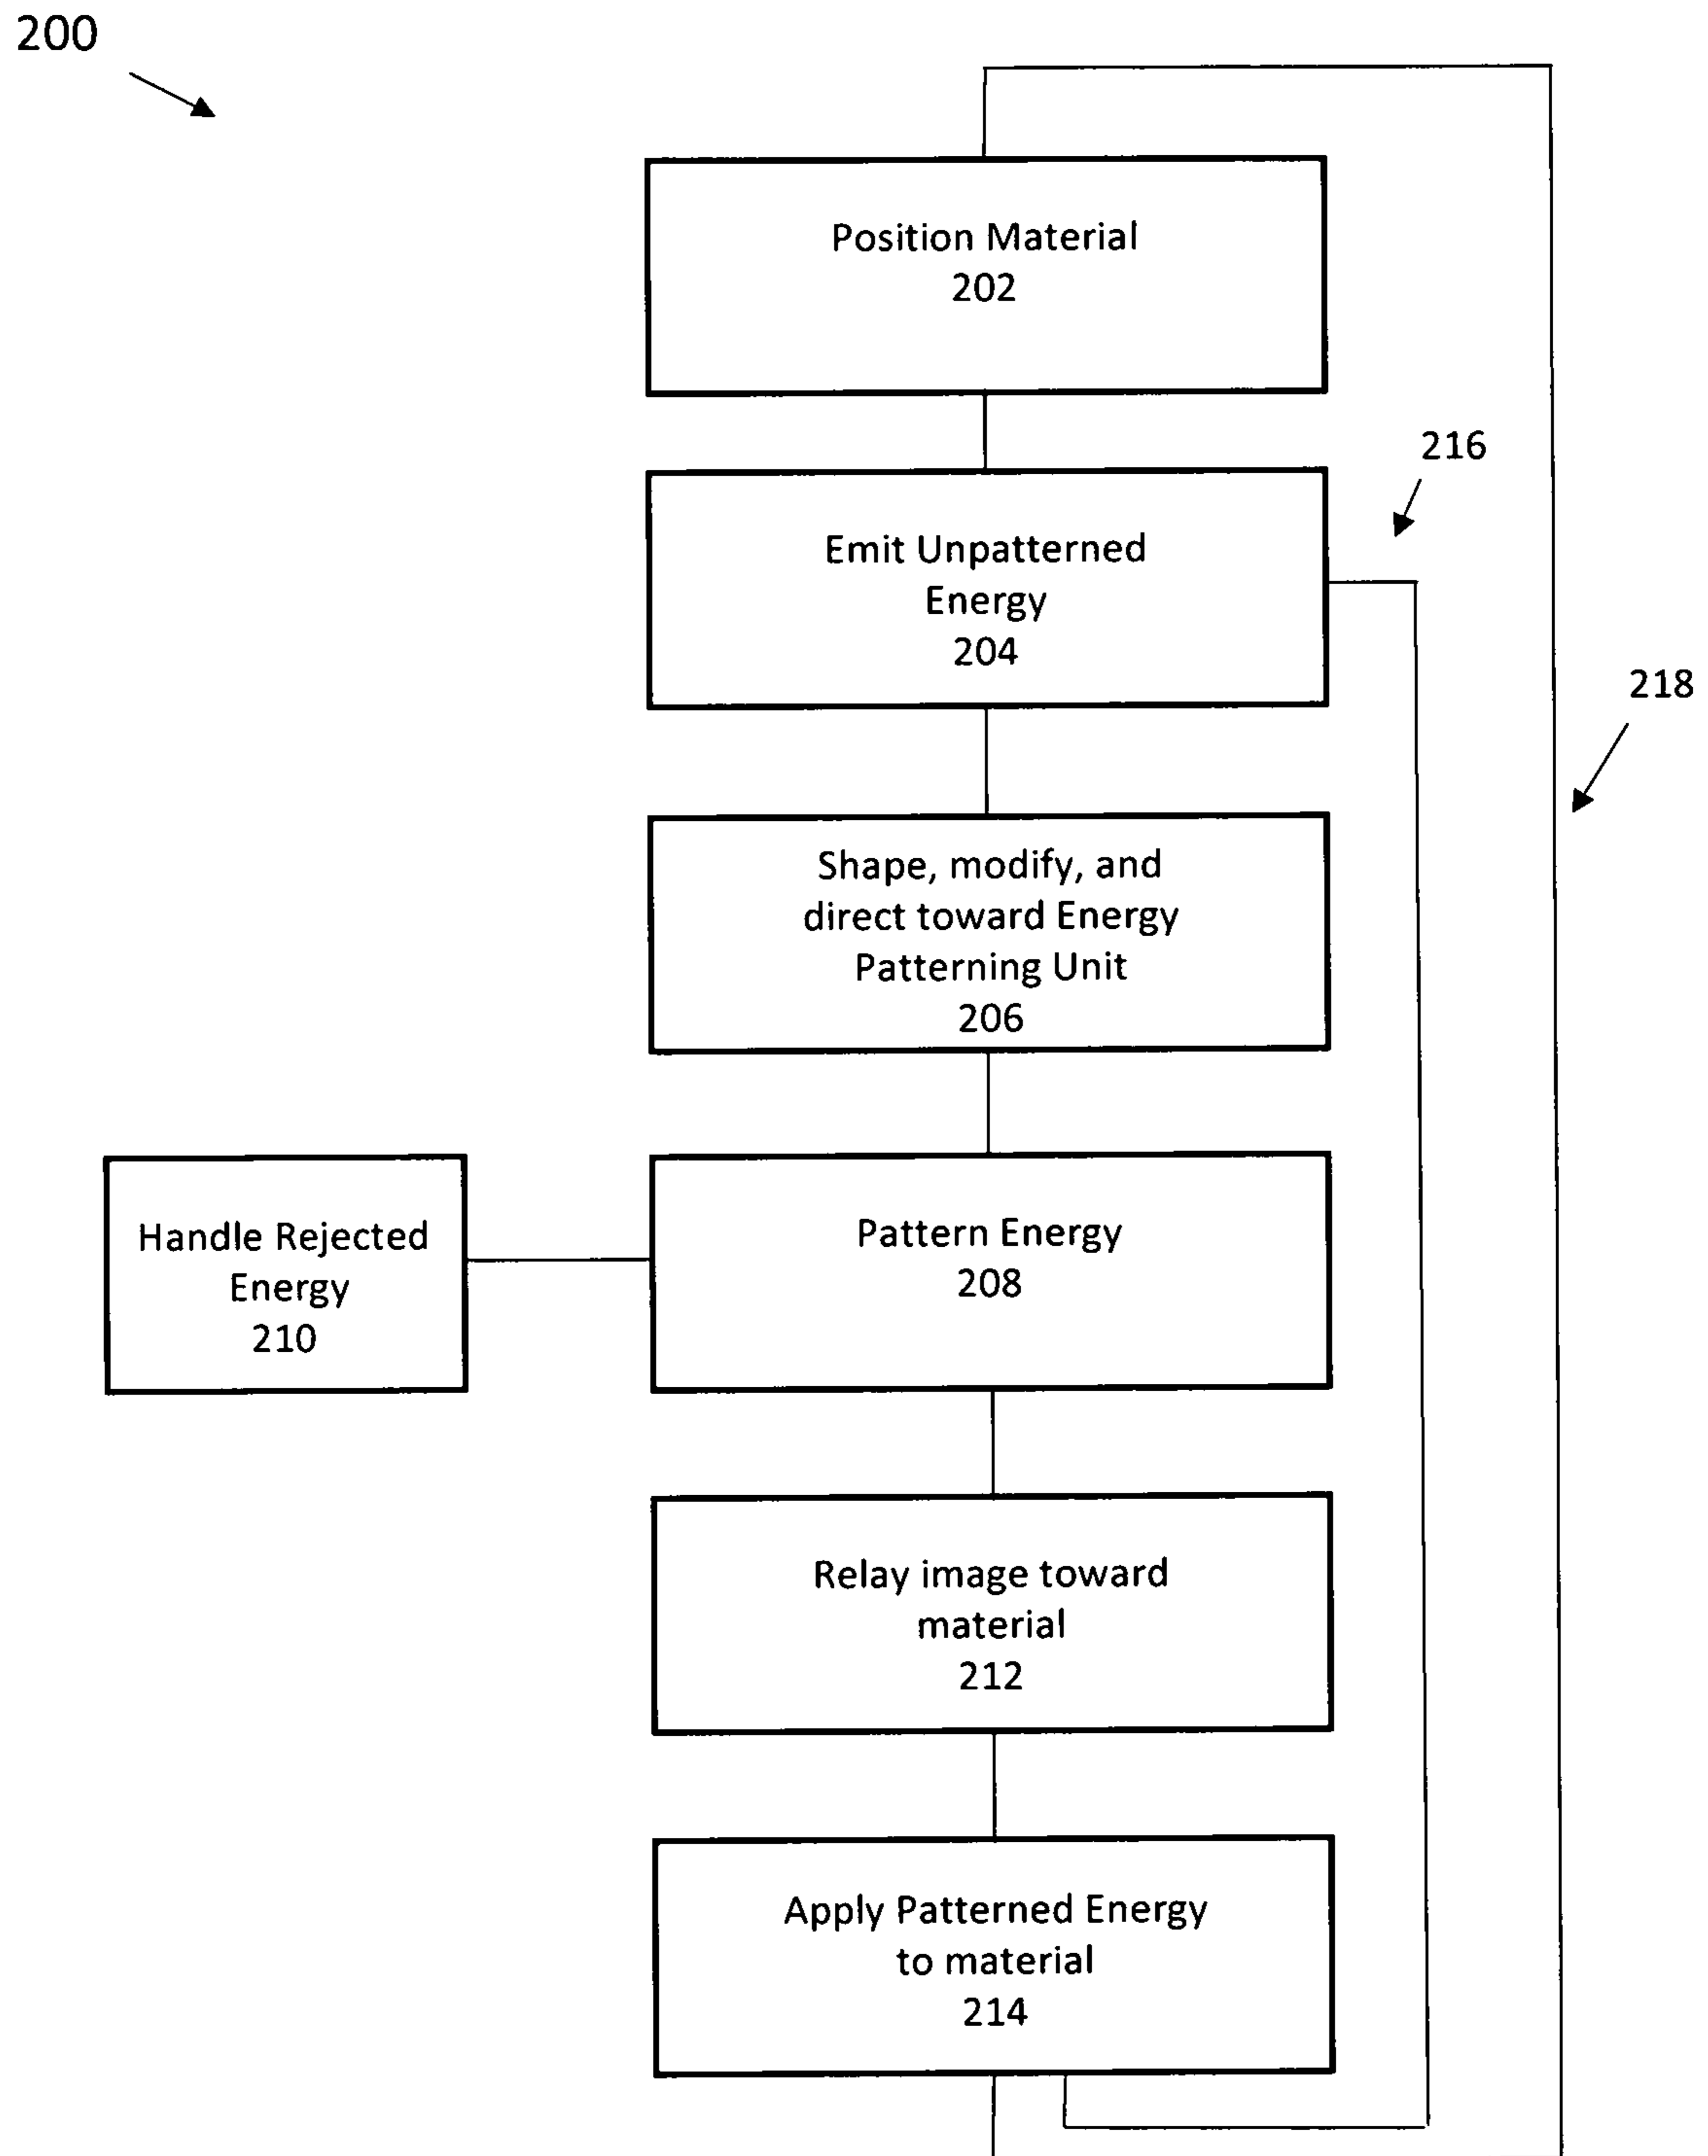 200
Position Material
202
216
Emit Unpatterned
Energy
204
218
Shape, modify, and
direct toward Energy
Patterning Unit
206
Handle Rejected
Energy
210
Pattern Energy
208
Relay image toward
material
212
Apply Patterned Energy
to material
214